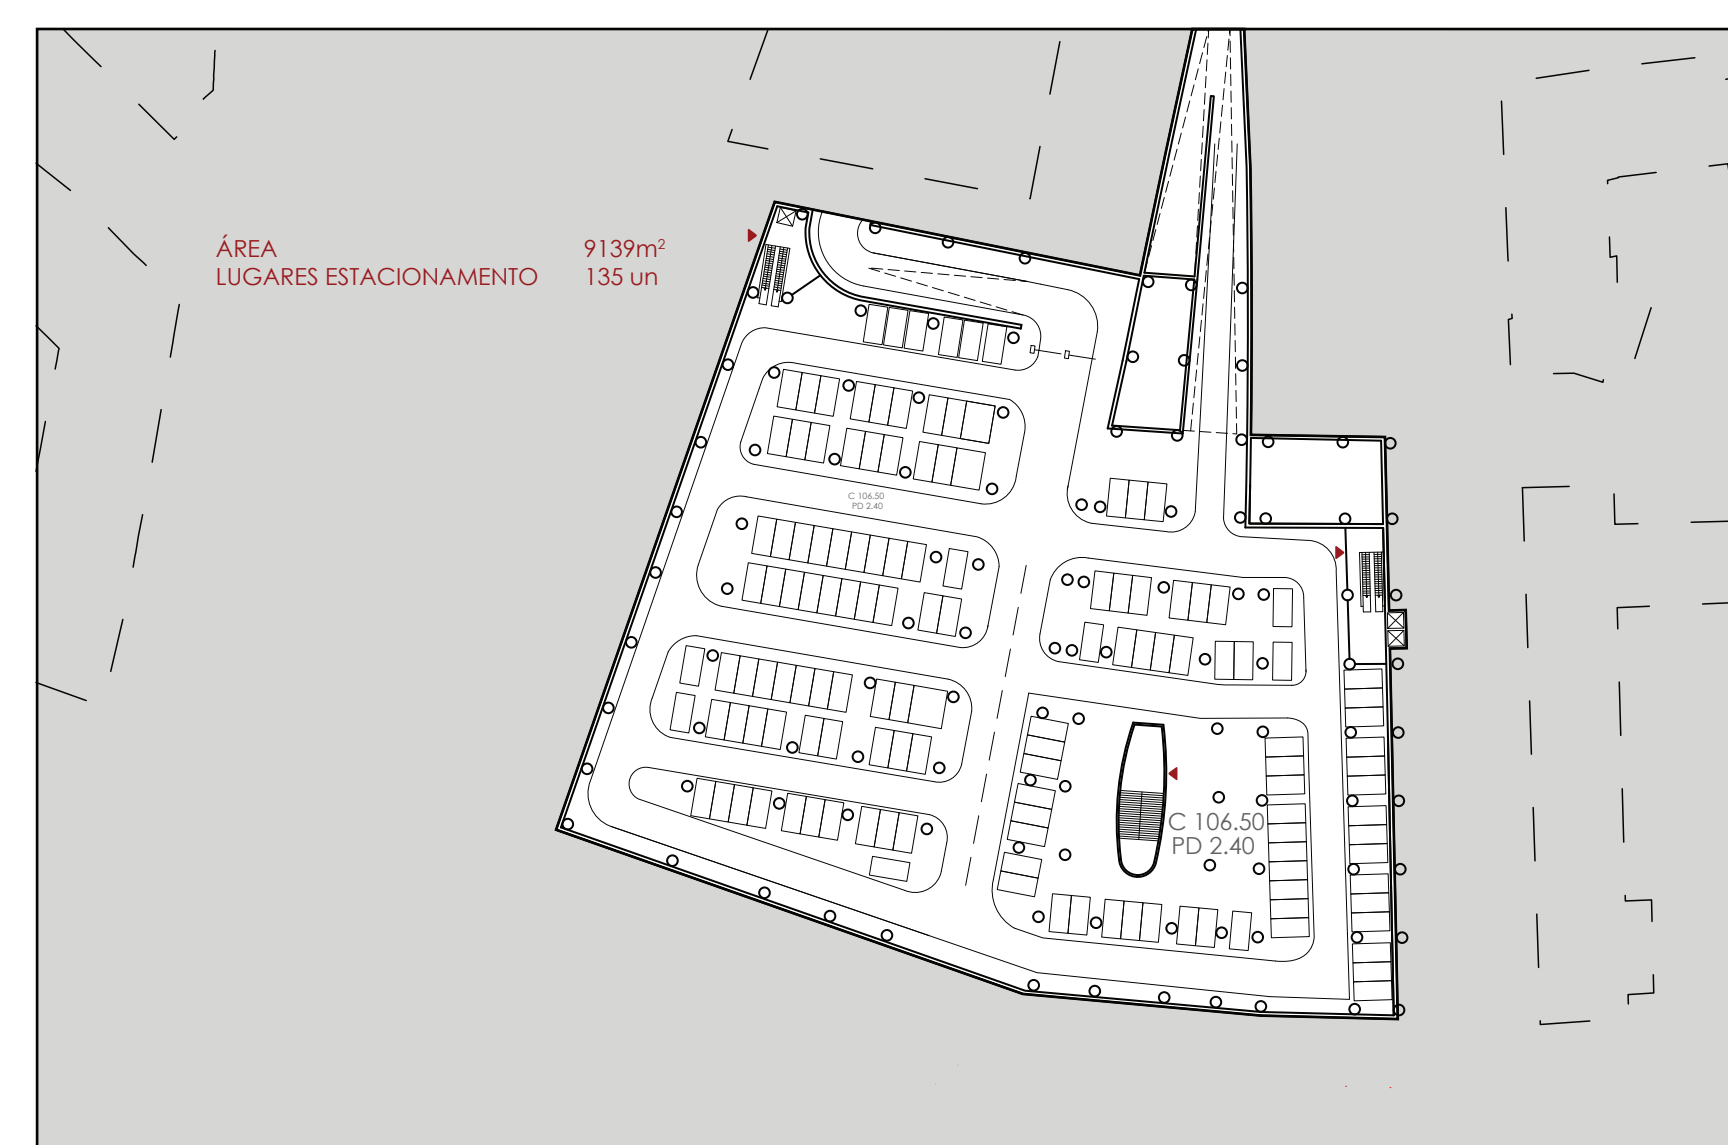 ÁREA 9139m²
LUGARES ESTACIONAMENTO 135 un
C 106.50
PD 2.40
C 106.50
PD 2.40